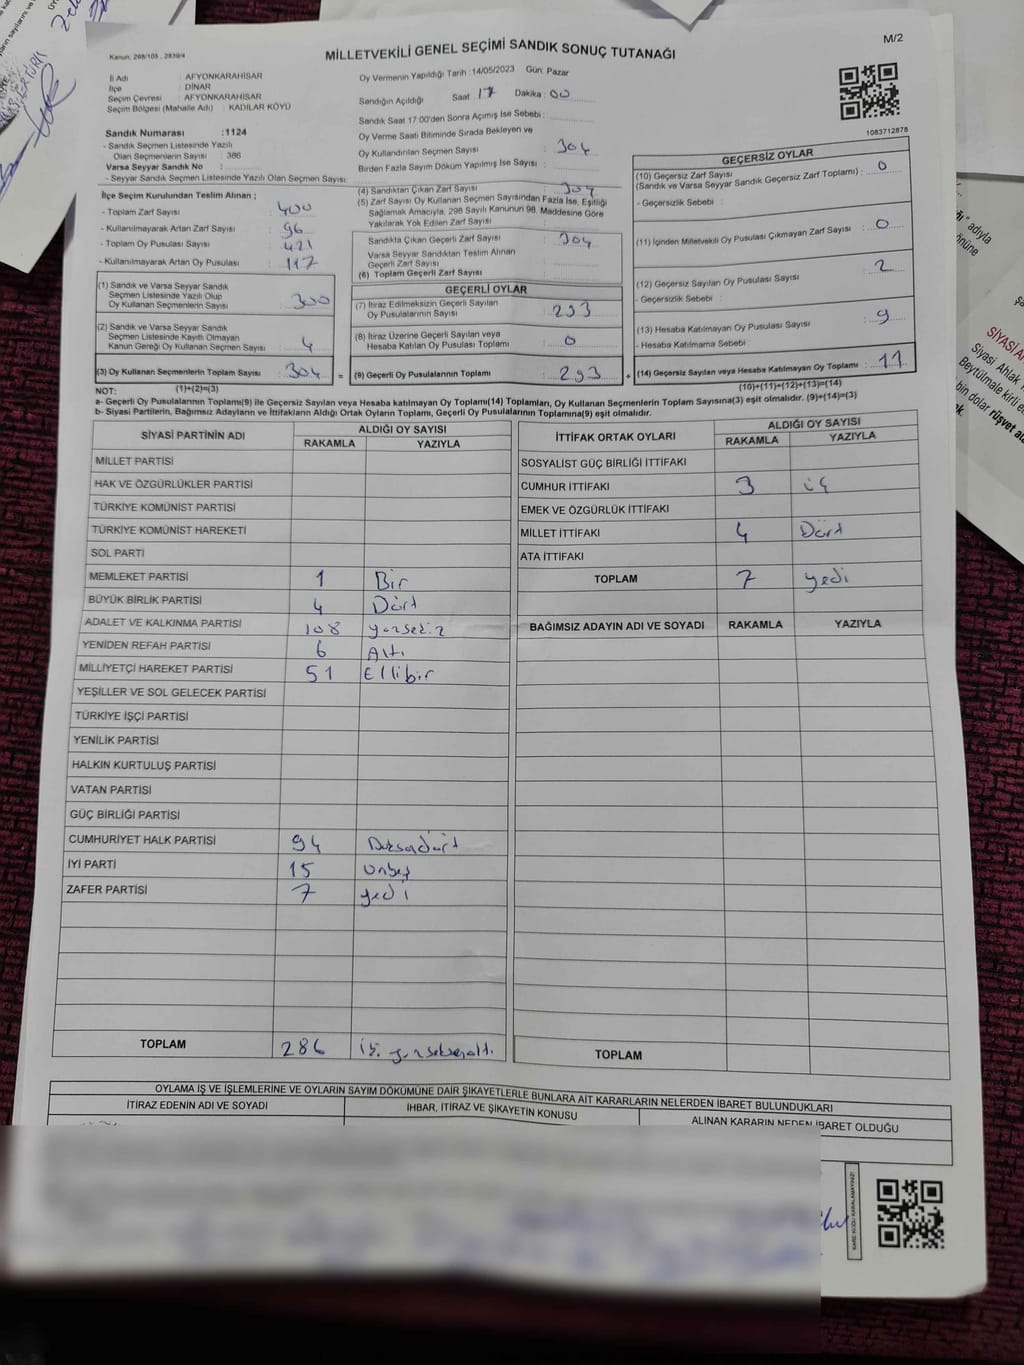 Kanun: 298/105 , 2839/4
MİLLETVEKİLİ GENEL SEÇİMİ SANDIK SONUÇ TUTANAĞI
M/2
İl Adı : AFYONKARAHİSAR
İlçe : DİNAR
Seçim Çevresi : AFYONKARAHİSAR
Seçim Bölgesi (Mahalle Adı) : KADILAR KÖYÜ
Sandık Numarası :1124
- Sandık Seçmen Listesinde Yazılı
Olan Seçmenlerin Sayısı : 386
Varsa Seyyar Sandık No :
- Seyyar Sandık Seçmen Listesinde Yazılı Olan Seçmen Sayısı:
İlçe Seçim Kurulundan Teslim Alınan ;
- Toplam Zarf Sayısı : 400
- Kullanılmayarak Artan Zarf Sayısı : 96
- Toplam Oy Pusulası Sayısı : 421
- Kullanılmayarak Artan Oy Pusulası : 117
(1) Sandık ve Varsa Seyyar Sandık
Seçmen Listesinde Yazılı Olup
Oy Kullanan Seçmenlerin Sayısı : 300
(2) Sandık ve Varsa Seyyar Sandık
Seçmen Listesinde Kayıtlı Olmayan
Kanun Gereği Oy Kullanan Seçmen Sayısı : 4
(3) Oy Kullanan Seçmenlerin Toplam Sayısı : 304 =
Oy Vermenin Yapıldığı Tarih :14/05/2023 Gün: Pazar
Sandığın Açıldığı Saat : 17 Dakika : 00
Sandık Saat 17:00'den Sonra Açımış İse Sebebi :
Oy Verme Saati Bitiminde Sırada Bekleyen ve
Oy Kullandırılan Seçmen Sayısı : 304
Birden Fazla Sayım Döküm Yapılmış İse Sayısı :
(4) Sandıktan Çıkan Zarf Sayısı : 304
(5) Zarf Sayısı Oy Kullanan Seçmen Sayısından Fazla İse, Eşitliği
Sağlamak Amacıyla, 298 Sayılı Kanunun 98. Maddesine Göre
Yakılarak Yok Edilen Zarf Sayısı :
Sandıkta Çıkan Geçerli Zarf Sayısı : 304
Varsa Seyyar Sandıktan Teslim Alınan
Geçerli Zarf Sayısı :
(6) Toplam Geçerli Zarf Sayısı :
GEÇERLİ OYLAR
(7) İtiraz Edilmeksizin Geçerli Sayılan
Oy Pusulalarının Sayısı : 293
(8) İtiraz Üzerine Geçerli Sayılan veya
Hesaba Katılan Oy Pusulası Toplamı : 0
(9) Geçerli Oy Pusulalarının Toplamı : 293 +
1083712878
GEÇERSİZ OYLAR
(10) Geçersiz Zarf Sayısı
(Sandık ve Varsa Seyyar Sandık Geçersiz Zarf Toplamı) : 0
- Geçersizlik Sebebi :
(11) İçinden Milletvekili Oy Pusulası Çıkmayan Zarf Sayısı : 0
(12) Geçersiz Sayılan Oy Pusulası Sayısı : 2
- Geçersizlik Sebebi :
(13) Hesaba Katılmayan Oy Pusulası Sayısı : 9
- Hesaba Katılmama Sebebi :
(14) Geçersiz Sayılan veya Hesaba Katılmayan Oy Toplamı : 11
NOT: (1)+(2)=(3)
(10)+(11)+(12)+(13)=(14)
a- Geçerli Oy Pusulalarının Toplamı(9) ile Geçersiz Sayılan veya Hesaba katılmayan Oy Toplamı(14) Toplamları, Oy Kullanan Seçmenlerin Toplam Sayısına(3) eşit olmalıdır. (9)+(14)=(3)
b- Siyasi Partilerin, Bağımsız Adayların ve İttifakların Aldığı Ortak Oyların Toplamı, Geçerli Oy Pusulalarının Toplamına(9) eşit olmalıdır.
SİYASİ PARTİNİN ADI ALDIĞI OY SAYISI
RAKAMLA YAZIYLA
MİLLET PARTİSİ
HAK VE ÖZGÜRLÜKLER PARTİSİ
TÜRKİYE KOMÜNİST PARTİSİ
TÜRKİYE KOMÜNİST HAREKETİ
SOL PARTİ
MEMLEKET PARTİSİ 1 Bir
BÜYÜK BİRLİK PARTİSİ 4 Dört
ADALET VE KALKINMA PARTİSİ 108 yüzsekiz
YENİDEN REFAH PARTİSİ 6 Altı
MİLLİYETÇİ HAREKET PARTİSİ 51 Ellibir
YEŞİLLER VE SOL GELECEK PARTİSİ
TÜRKİYE İŞÇİ PARTİSİ
YENİLİK PARTİSİ
HALKIN KURTULUŞ PARTİSİ
VATAN PARTİSİ
GÜÇ BİRLİĞİ PARTİSİ
CUMHURİYET HALK PARTİSİ 94 Doksandört
İYİ PARTİ 15 Onbeş
ZAFER PARTİSİ 7 yedi
TOPLAM 286 İki yüzseksenaltı
İTTİFAK ORTAK OYLARI ALDIĞI OY SAYISI
RAKAMLA YAZIYLA
SOSYALİST GÜÇ BİRLİĞİ İTTİFAKI
CUMHUR İTTİFAKI 3 üç
EMEK VE ÖZGÜRLÜK İTTİFAKI
MİLLET İTTİFAKI 4 Dört
ATA İTTİFAKI
TOPLAM 7 yedi
BAĞIMSIZ ADAYIN ADI VE SOYADI RAKAMLA YAZIYLA
TOPLAM
OYLAMA İŞ VE İŞLEMLERİNE VE OYLARIN SAYIM DÖKÜMÜNE DAİR ŞİKAYETLERLE BUNLARA AİT KARARLARIN NELERDEN İBARET BULUNDUKLARI
İTİRAZ EDENİN ADI VE SOYADI İHBAR, İTİRAZ VE ŞİKAYETİN KONUSU ALINAN KARARIN NEDEN İBARET OLDUĞU
KARE KODU KARALAMAYINIZ!
adıyla
önüne
SİYASİ AHLAK
Siyasi Ahlak
Beytülmale kirli
bin dolar rüşvet